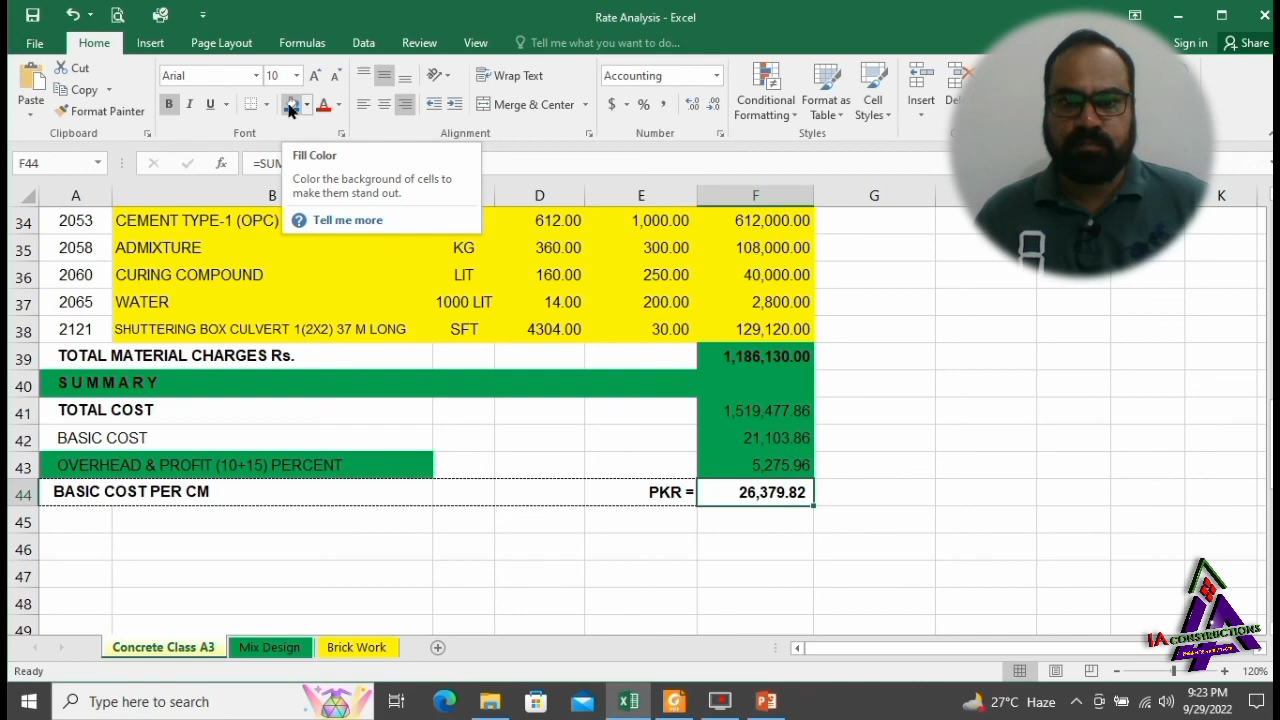 Rate Analysis - Excel
File Home Insert Page Layout Formulas Data Review View Tell me what you want to do... Sign in Share
Paste
Cut
Copy
Format Painter
Clipboard
Arial 10
B I U
Font
Wrap Text
Merge & Center
Alignment
Accounting
$ % ,
Number
Conditional Formatting
Format as Table
Cell Styles
Styles
Insert
F44
Fill Color
Color the background of cells to
make them stand out.
Tell me more
A B D E F G K
34 2053 CEMENT TYPE-1 (OPC) 612.00 1,000.00 612,000.00
35 2058 ADMIXTURE KG 360.00 300.00 108,000.00
36 2060 CURING COMPOUND LIT 160.00 250.00 40,000.00
37 2065 WATER 1000 LIT 14.00 200.00 2,800.00
38 2121 SHUTTERING BOX CULVERT 1(2X2) 37 M LONG SFT 4304.00 30.00 129,120.00
39 TOTAL MATERIAL CHARGES Rs. 1,186,130.00
40 S U M M A R Y
41 TOTAL COST 1,519,477.86
42 BASIC COST 21,103.86
43 OVERHEAD & PROFIT (10+15) PERCENT 5,275.96
44 BASIC COST PER CM PKR = 26,379.82
45
46
47
48
49
Concrete Class A3 Mix Design Brick Work
IA CONSTRUCTIONS
Ready 120%
Type here to search
27°C Haze
9:23 PM
9/29/2022